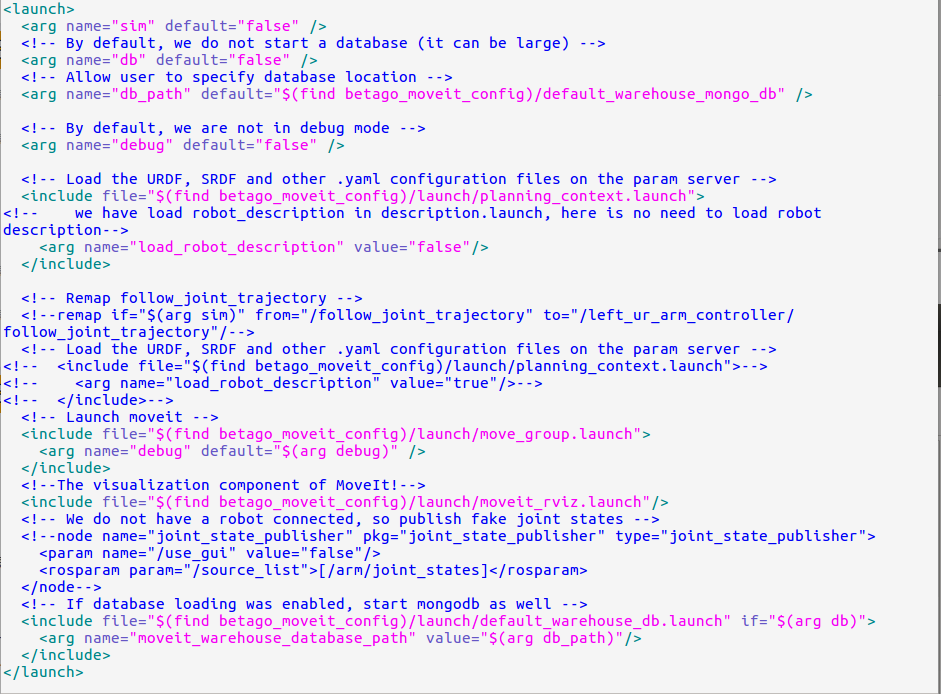 <launch>
  <arg name="sim" default="false" />
  <!-- By default, we do not start a database (it can be large) -->
  <arg name="db" default="false" />
  <!-- Allow user to specify database location -->
  <arg name="db_path" default="$(find betago_moveit_config)/default_warehouse_mongo_db" />

  <!-- By default, we are not in debug mode -->
  <arg name="debug" default="false" />

  <!-- Load the URDF, SRDF and other .yaml configuration files on the param server -->
  <include file="$(find betago_moveit_config)/launch/planning_context.launch">
<!--    we have load robot_description in description.launch, here is no need to load robot
description-->
    <arg name="load_robot_description" value="false"/>
  </include>

  <!-- Remap follow_joint_trajectory -->
  <!--remap if="$(arg sim)" from="/follow_joint_trajectory" to="/left_ur_arm_controller/
follow_joint_trajectory"/-->
  <!-- Load the URDF, SRDF and other .yaml configuration files on the param server -->
<!--  <include file="$(find betago_moveit_config)/launch/planning_context.launch">-->
<!--    <arg name="load_robot_description" value="true"/>-->
<!--  </include>-->
  <!-- Launch moveit -->
  <include file="$(find betago_moveit_config)/launch/move_group.launch">
    <arg name="debug" default="$(arg debug)" />
  </include>
  <!--The visualization component of MoveIt!-->
  <include file="$(find betago_moveit_config)/launch/moveit_rviz.launch"/>
  <!-- We do not have a robot connected, so publish fake joint states -->
  <!--node name="joint_state_publisher" pkg="joint_state_publisher" type="joint_state_publisher">
    <param name="/use_gui" value="false"/>
    <rosparam param="/source_list">[/arm/joint_states]</rosparam>
  </node-->
  <!-- If database loading was enabled, start mongodb as well -->
  <include file="$(find betago_moveit_config)/launch/default_warehouse_db.launch" if="$(arg db)">
    <arg name="moveit_warehouse_database_path" value="$(arg db_path)"/>
  </include>
</launch>